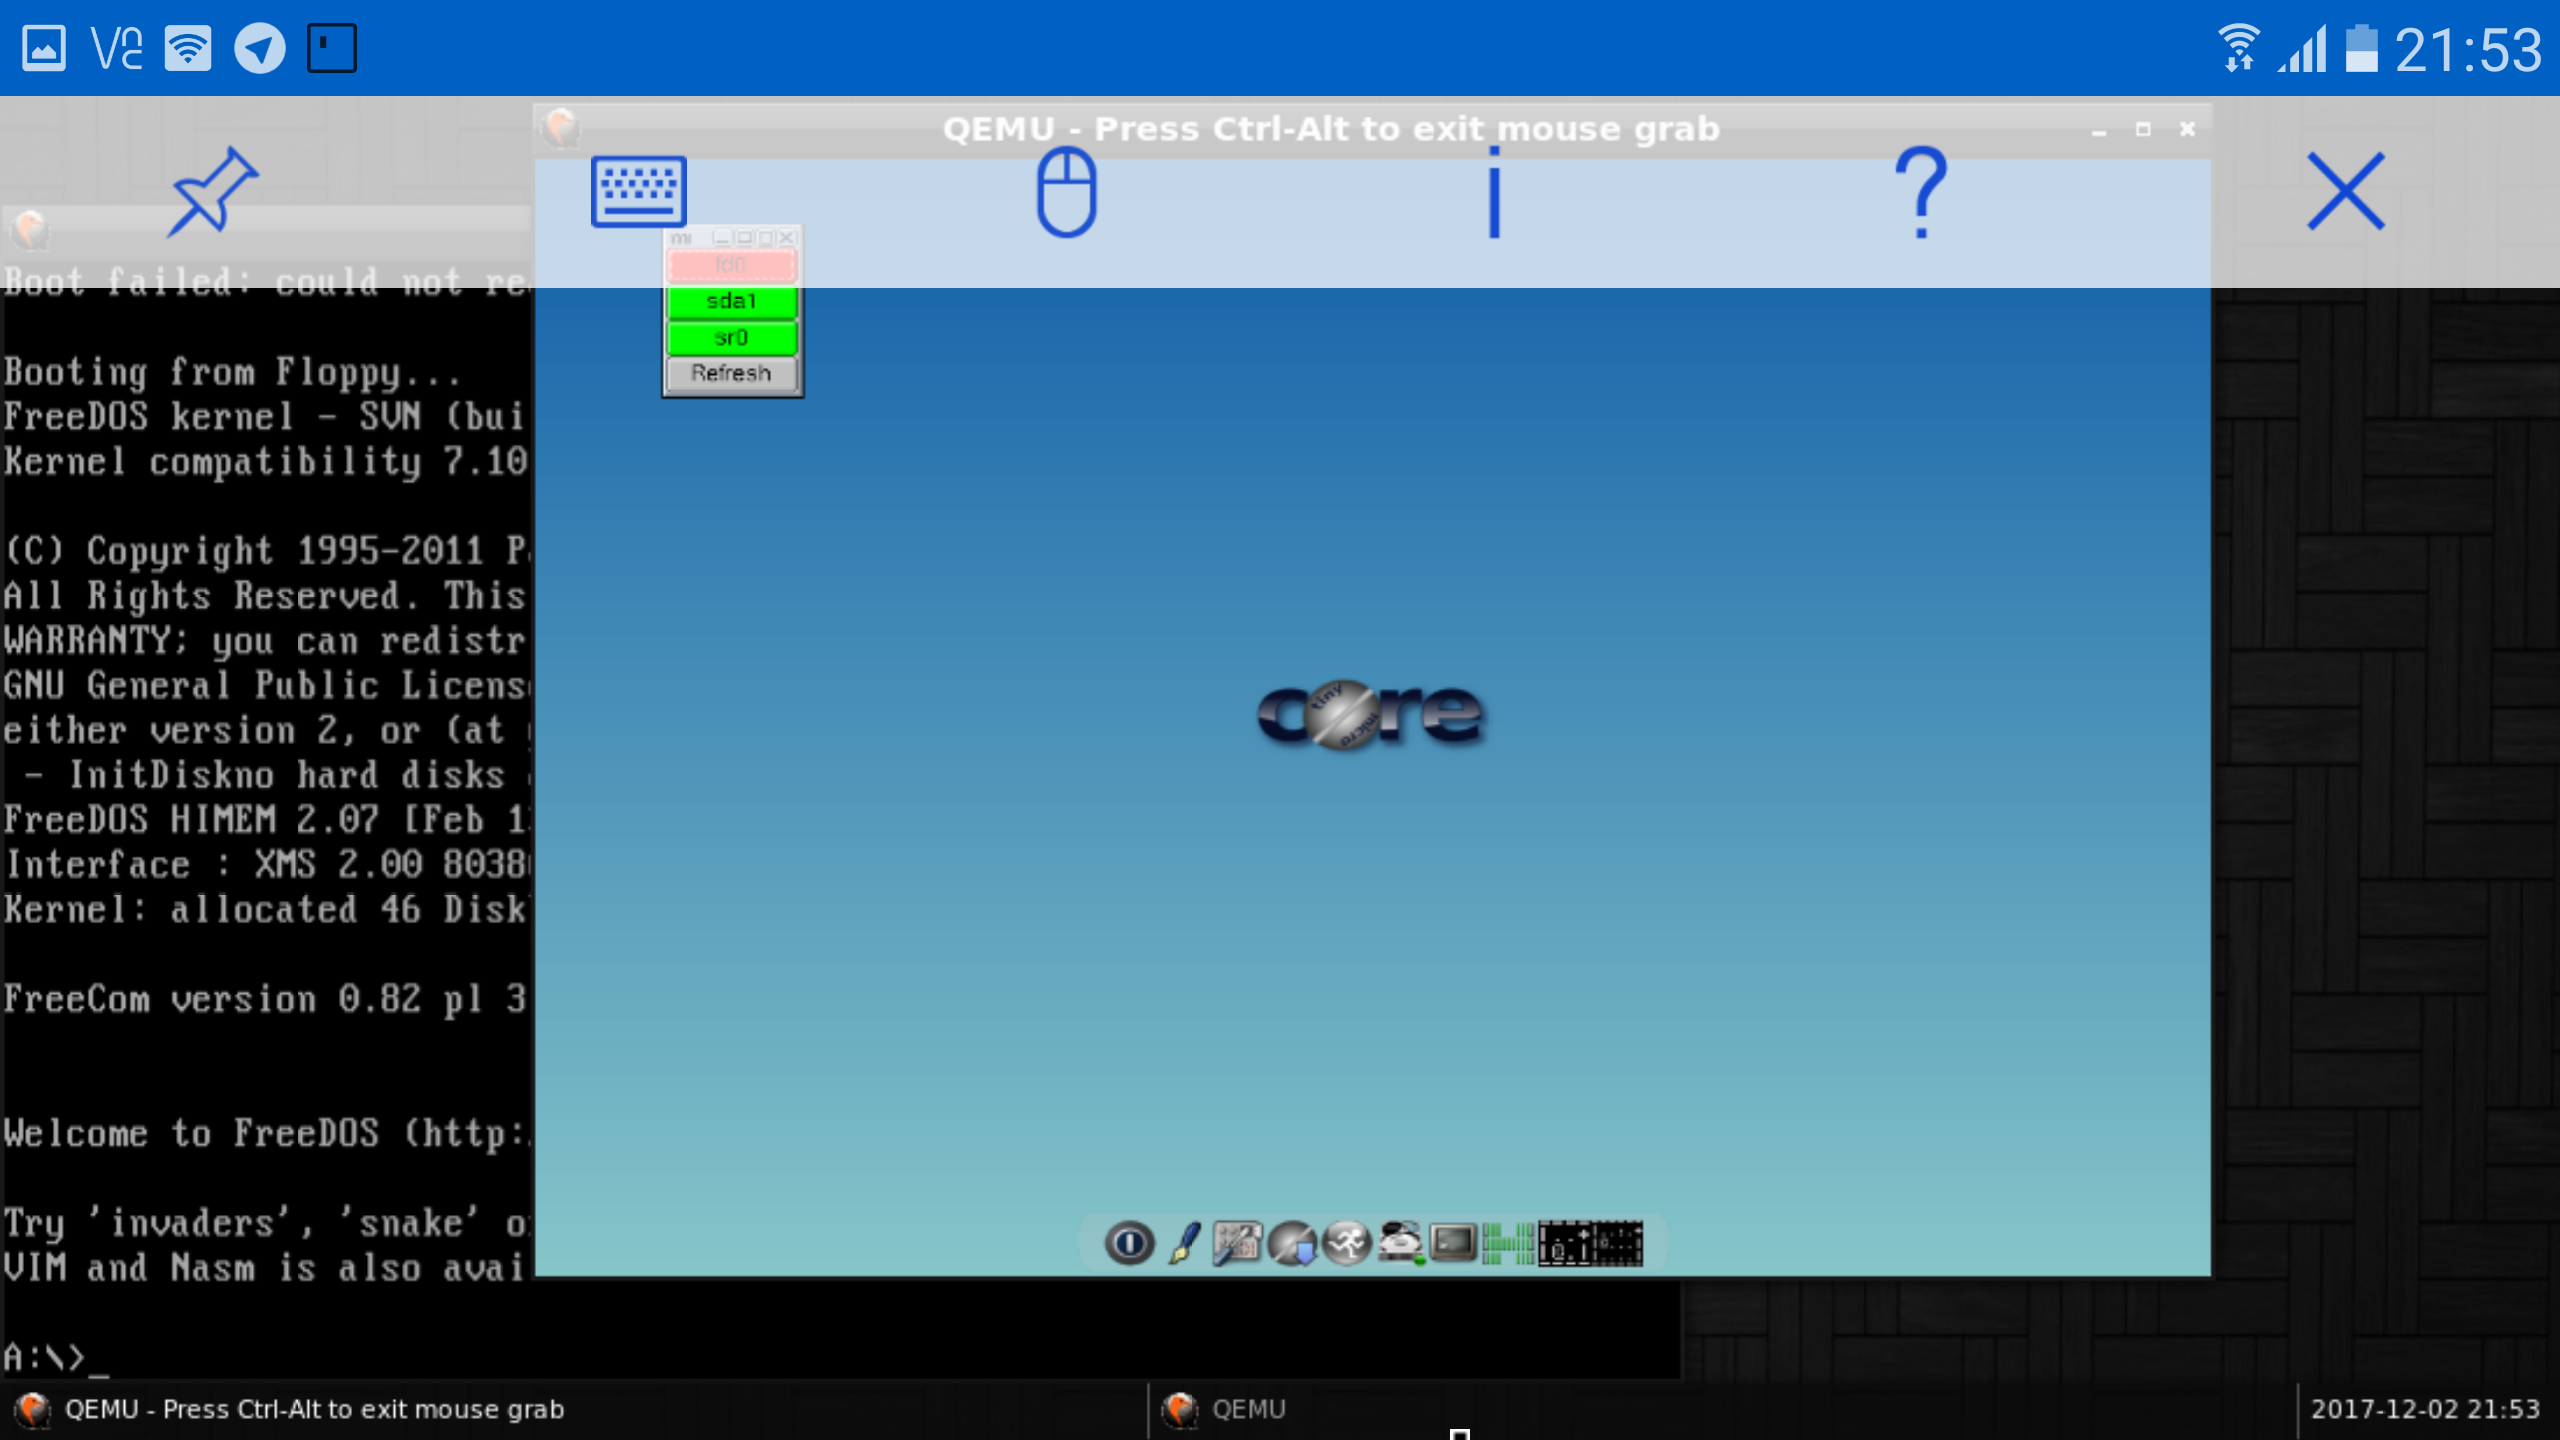 21:53
QEMU - Press Ctrl-Alt to exit mouse grab
fd0
sda1
sr0
Refresh
Boot failed: could not re
Booting from Floppy...
FreeDOS kernel - SVN (bui
Kernel compatibility 7.10
(C) Copyright 1995-2011
All Rights Reserved. This
WARRANTY; you can redistr
GNU General Public Licens
either version 2, or (at
- InitDiskno hard disks
FreeDOS HIMEM 2.07 [Feb 1
Interface : XMS 2.00 8038
Kernel: allocated 46 Disk
FreeCom version 0.82 pl 3
Welcome to FreeDOS (http:
Try 'invaders', 'snake' o
VIM and Nasm is also avai
A:\>_
core
tiny
micro
QEMU - Press Ctrl-Alt to exit mouse grab
QEMU
2017-12-02 21:53